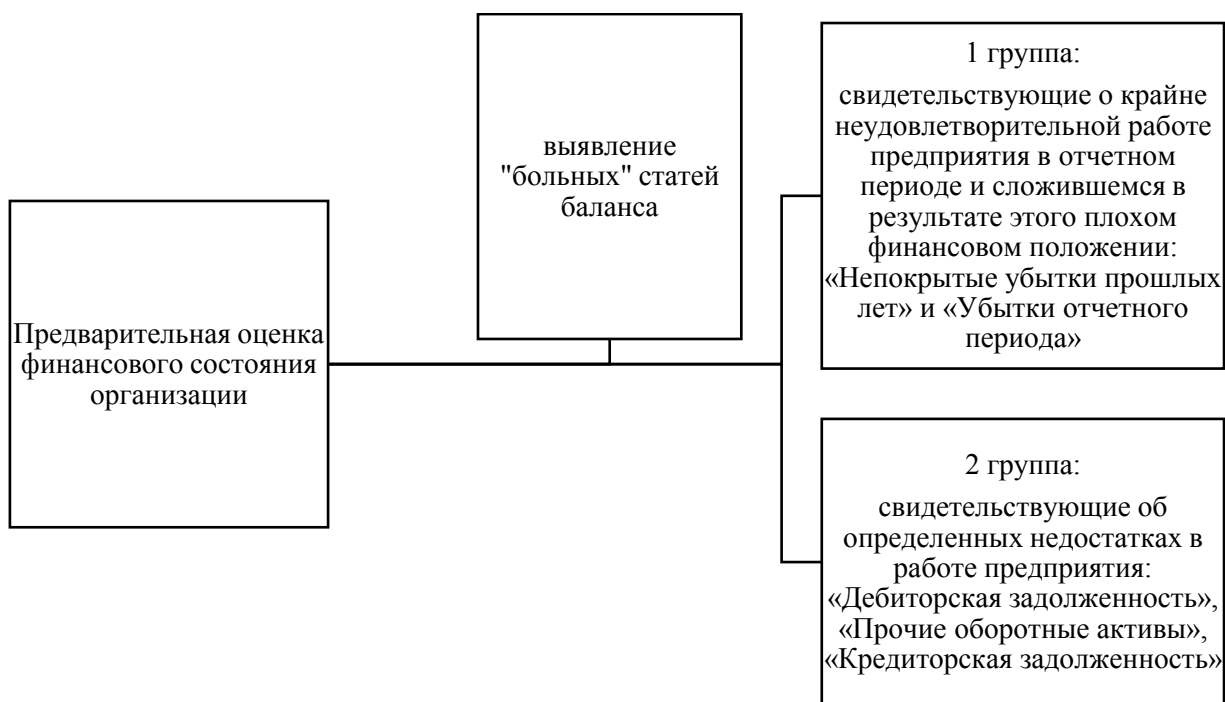 Предварительная оценка
финансового состояния
организации
выявление
"больных" статей
баланса
1 группа:
свидетельствующие о крайне
неудовлетворительной работе
предприятия в отчетном
периоде и сложившемся в
результате этого плохом
финансовом положении:
«Непокрытые убытки прошлых
лет» и «Убытки отчетного
периода»
2 группа:
свидетельствующие об
определенных недостатках в
работе предприятия:
«Дебиторская задолженность»,
«Прочие оборотные активы»,
«Кредиторская задолженность»